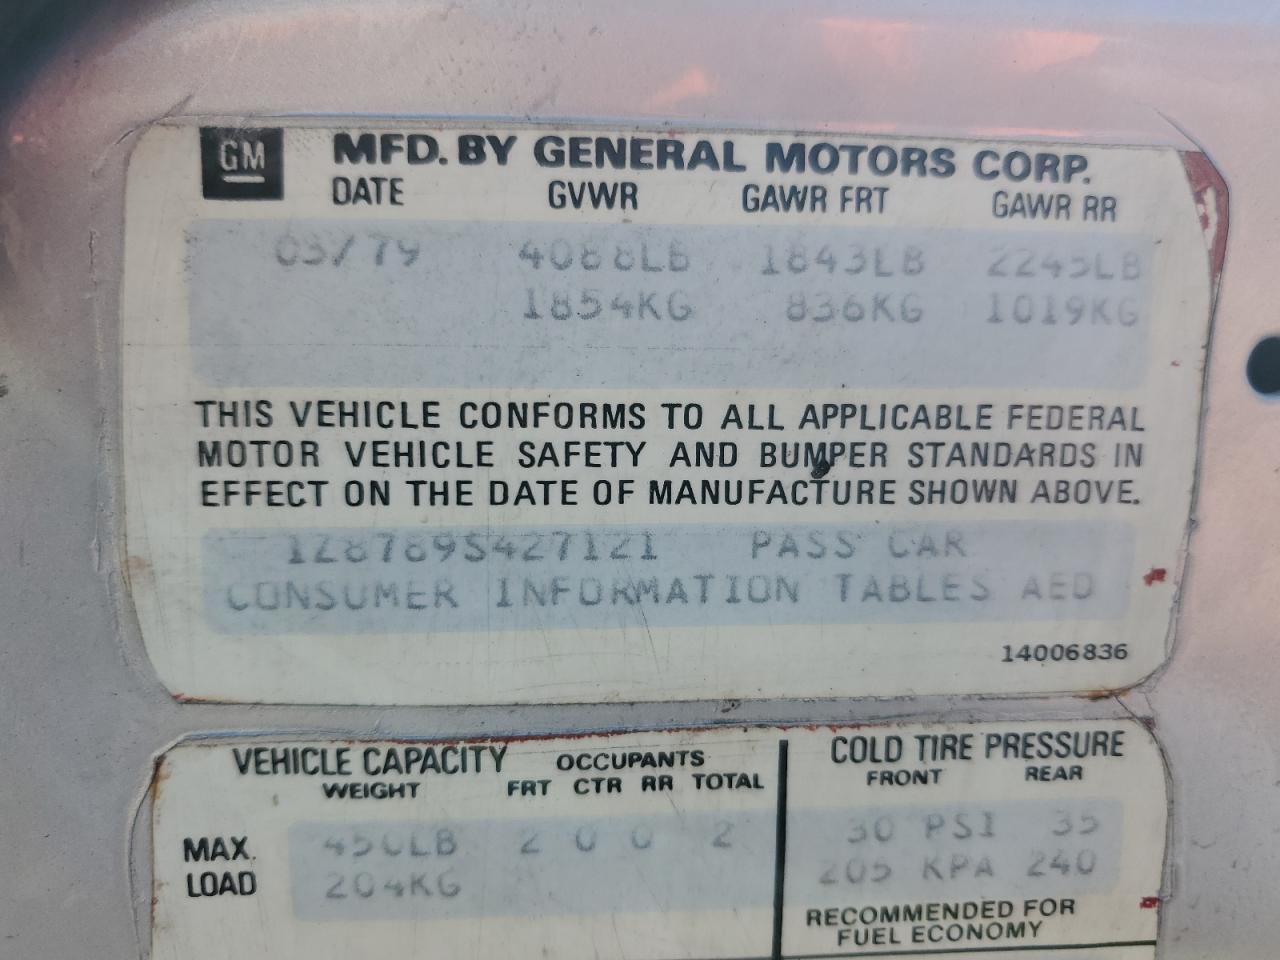 GM MFD. BY GENERAL MOTORS CORP.
DATE GVWR GAWR FRT GAWR RR
03/79 4088LB 1843LB 2245LB
1854KG 836KG 1019KG
THIS VEHICLE CONFORMS TO ALL APPLICABLE FEDERAL
MOTOR VEHICLE SAFETY AND BUMPER STANDARDS IN
EFFECT ON THE DATE OF MANUFACTURE SHOWN ABOVE.
1Z8789S427121 PASS CAR
CONSUMER INFORMATION TABLES AED
14006836
VEHICLE CAPACITY OCCUPANTS
WEIGHT FRT CTR RR TOTAL
MAX. 450LB 2 0 0 2
LOAD 204KG
COLD TIRE PRESSURE
FRONT REAR
30 PSI 35
205 KPA 240
RECOMMENDED FOR
FUEL ECONOMY